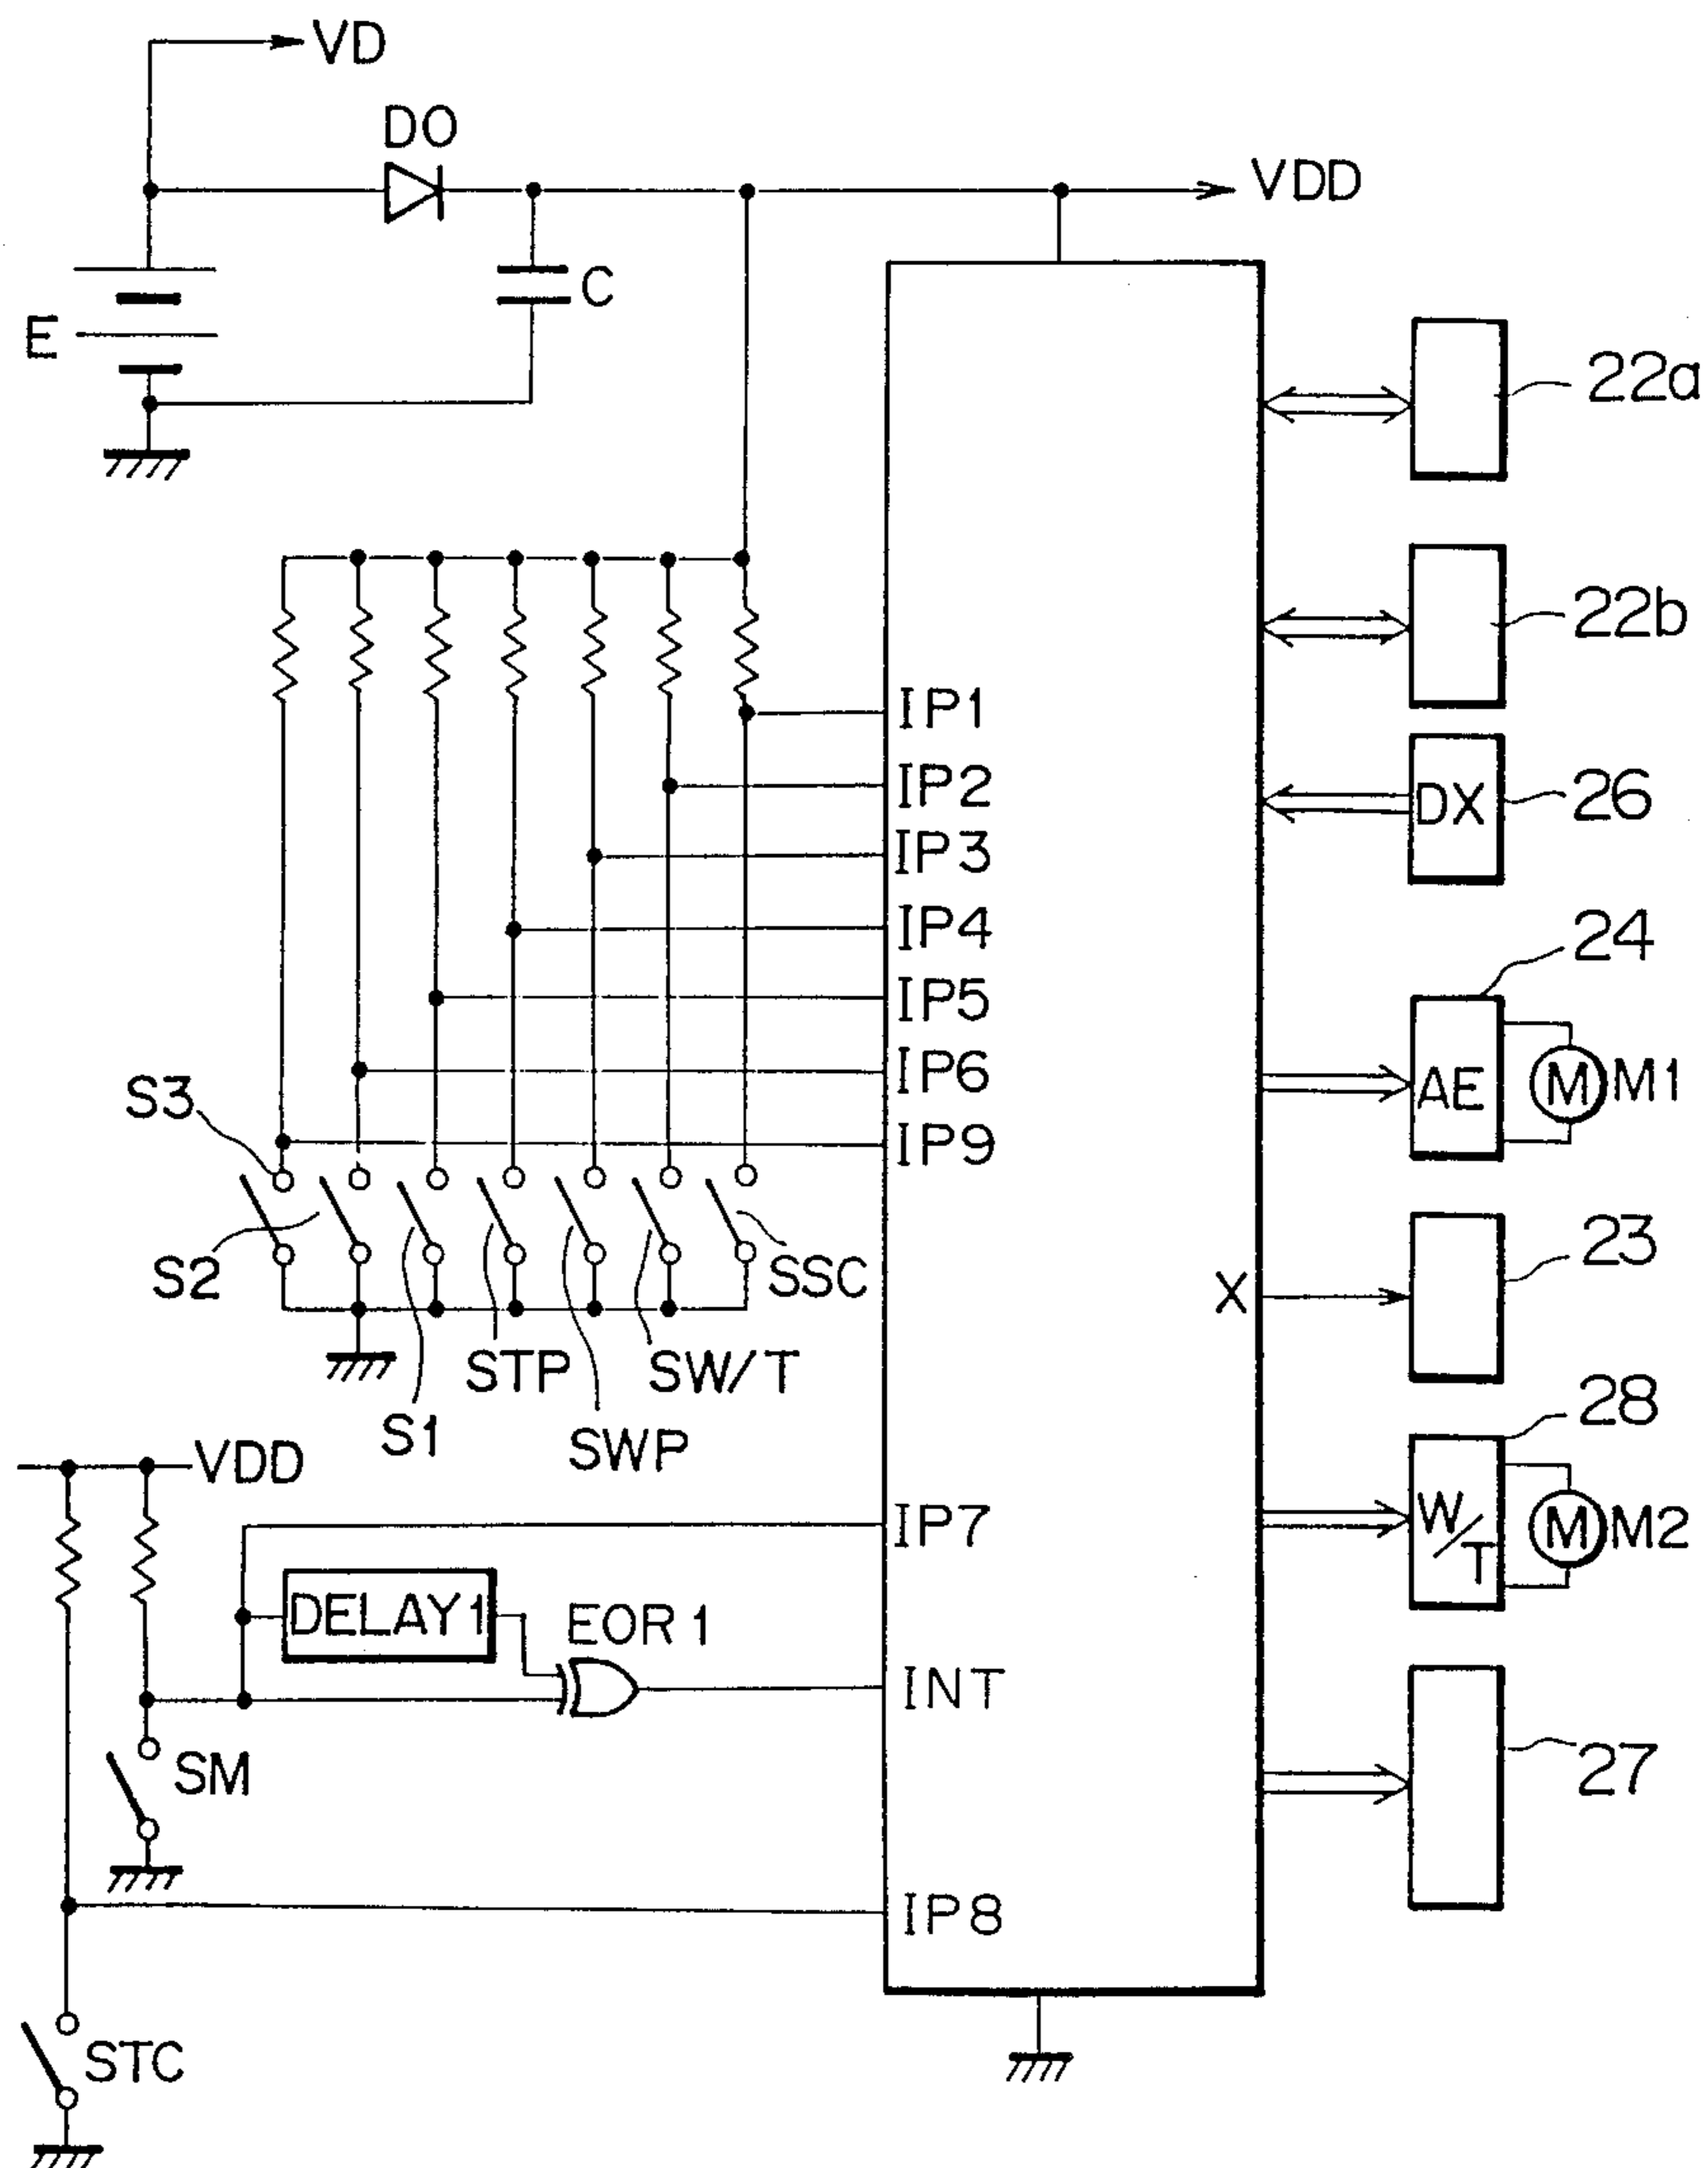 VD
DO
VDD
C
E
22a
22b
IP1
IP2
DX
26
IP3
IP4
24
IP5
IP6
AE
M
M1
S3
IP9
S2
SSC
X
23
STP
SW/T
S1
SWP
28
VDD
IP7
W/T
M
M2
DELAY1
EOR1
INT
SM
27
IP8
STC